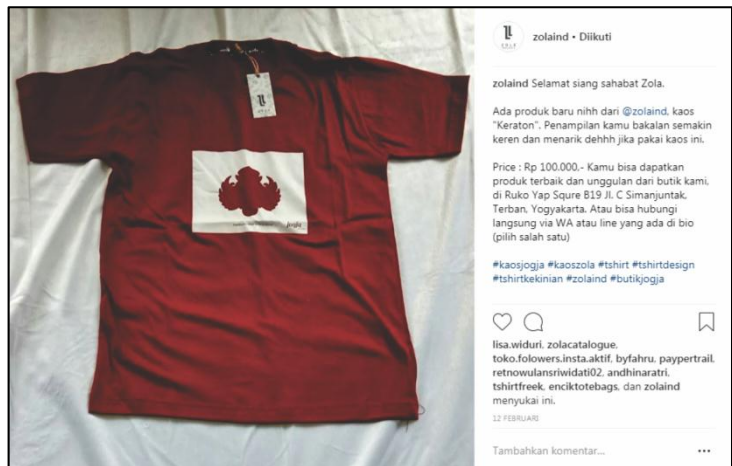 zolaind • Diikuti
zolaind Selamat siang sahabat Zola.
Ada produk baru nihh dari @zolaind, kaos
"Keraton". Penampilan kamu bakalan semakin
keren dan menarik dehhh jika pakai kaos ini.
Price : Rp 100.000,- Kamu bisa dapatkan
produk terbaik dan unggulan dari butik kami,
di Ruko Yap Squre B19 Jl. C Simanjuntak,
Terban, Yogyakarta. Atau bisa hubungi
langsung via WA atau line yang ada di bio
(pilih salah satu)
#kaosjogja #kaoszola #tshirt #tshirtdesign
#tshirtkekinian #zolaind #butikjogja
lisa.widuri, zolacatalogue,
toko.folowers.insta.aktif, byfahru, paypertrail,
retnowulansriwidati02, andhinaratri,
tshirtfreek, enciktotebags, dan zolaind
menyukai ini.
12 FEBRUARI
Tambahkan komentar...
Jogja